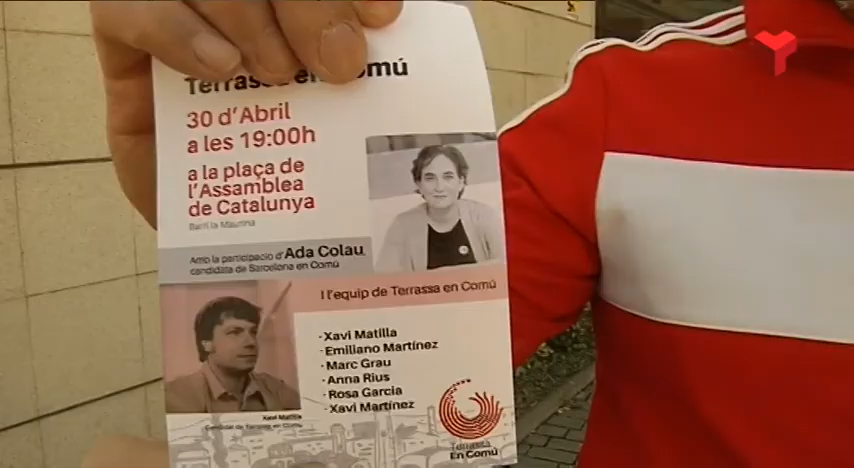 Terrassa en Comú
30 d'Abril
a les 19:00h
a la plaça de
l'Assamblea
de Catalunya
Barri la Maurina
Amb la participació d'Ada Colau,
candidata de Barcelona en Comú
I l'equip de Terrassa en Comú
·Xavi Matilla
·Emiliano Martínez
·Marc Grau
·Anna Rius
·Rosa Garcia
·Xavi Martínez
Xavi Matilla
Candidat de Terrassa en Comú
Terrassa
En Comú